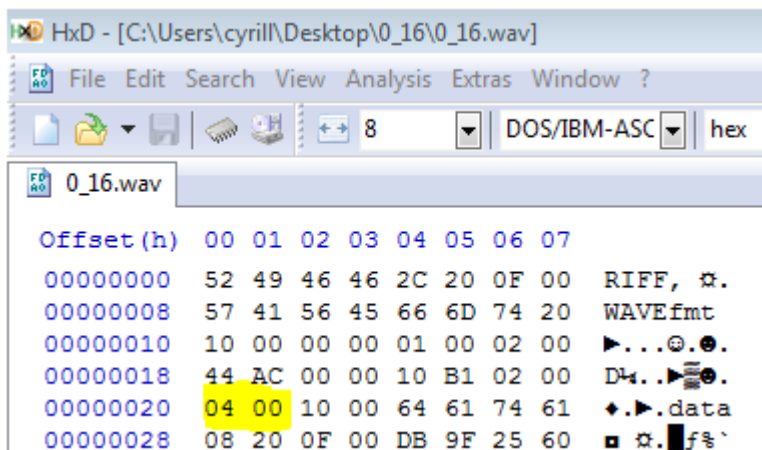 HxD - [C:\Users\cyrill\Desktop\0_16\0_16.wav]
File Edit Search View Analysis Extras Window ?
8 DOS/IBM-ASC hex
0_16.wav
Offset(h) 00 01 02 03 04 05 06 07
00000000 52 49 46 46 2C 20 0F 00 RIFF, ☼.
00000008 57 41 56 45 66 6D 74 20 WAVEfmt
00000010 10 00 00 00 01 00 02 00 ►...☺.☻.
00000018 44 AC 00 00 10 B1 02 00 D¼..►▒☻.
00000020 04 00 10 00 64 61 74 61 ♦.►.data
00000028 08 20 0F 00 DB 9F 25 60 ◘ ☼.█ƒ%`